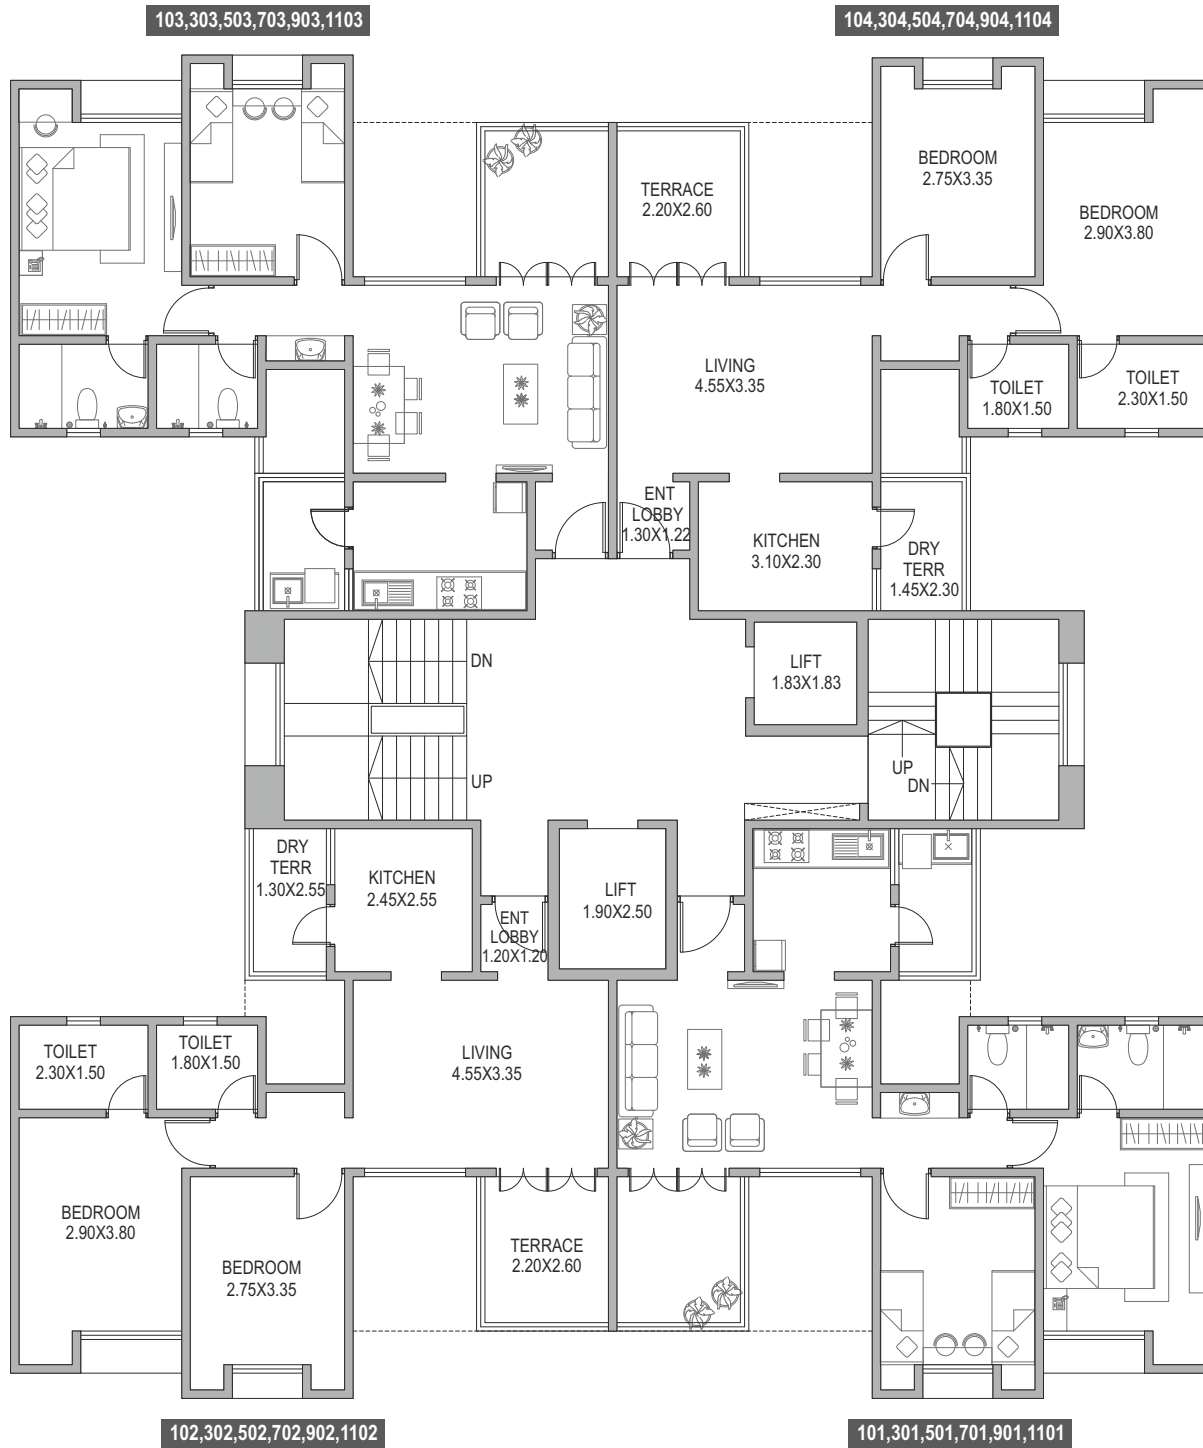 103,303,503,703,903,1103
104,304,504,704,904,1104
BEDROOM
2.75X3.35
TERRACE
2.20X2.60
BEDROOM
2.90X3.80
LIVING
4.55X3.35
TOILET
1.80X1.50
TOILET
2.30X1.50
ENT
LOBBY
1.30X1.22
KITCHEN
3.10X2.30
DRY
TERR
1.45X2.30
DN
LIFT
1.83X1.83
UP
UP
DN
DRY
TERR
1.30X2.55
KITCHEN
2.45X2.55
LIFT
1.90X2.50
ENT
LOBBY
1.20X1.20
TOILET
2.30X1.50
TOILET
1.80X1.50
LIVING
4.55X3.35
BEDROOM
2.90X3.80
BEDROOM
2.75X3.35
TERRACE
2.20X2.60
102,302,502,702,902,1102
101,301,501,701,901,1101